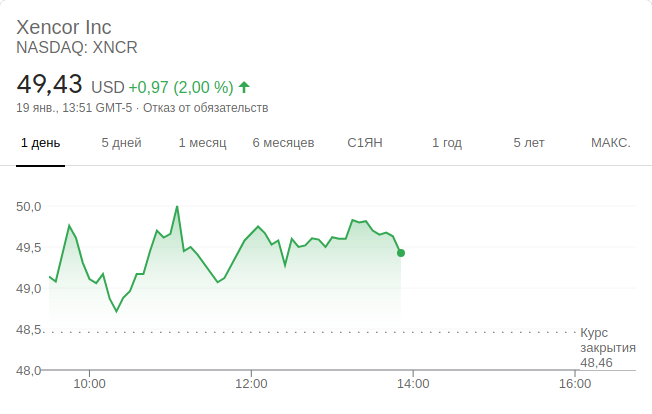 Xencor Inc
NASDAQ: XNCR
49,43 USD +0,97 (2,00 %)
19 янв., 13:51 GMT-5 · Отказ от обязательств
1 день 5 дней 1 месяц 6 месяцев С1ЯН 1 год 5 лет МАКС.
50,0
49,5
49,0
48,5
48,0
Курс
закрытия
48,46
10:00 12:00 14:00 16:00